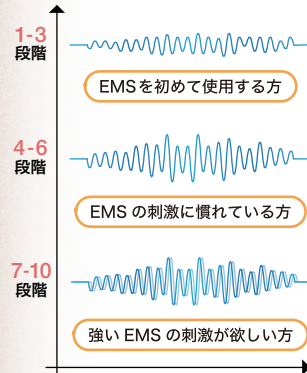 1-3
段階
EMSを初めて使用する方
4-6
段階
EMS の刺激に慣れている方
7-10
段階
強い EMS の刺激が欲しい方